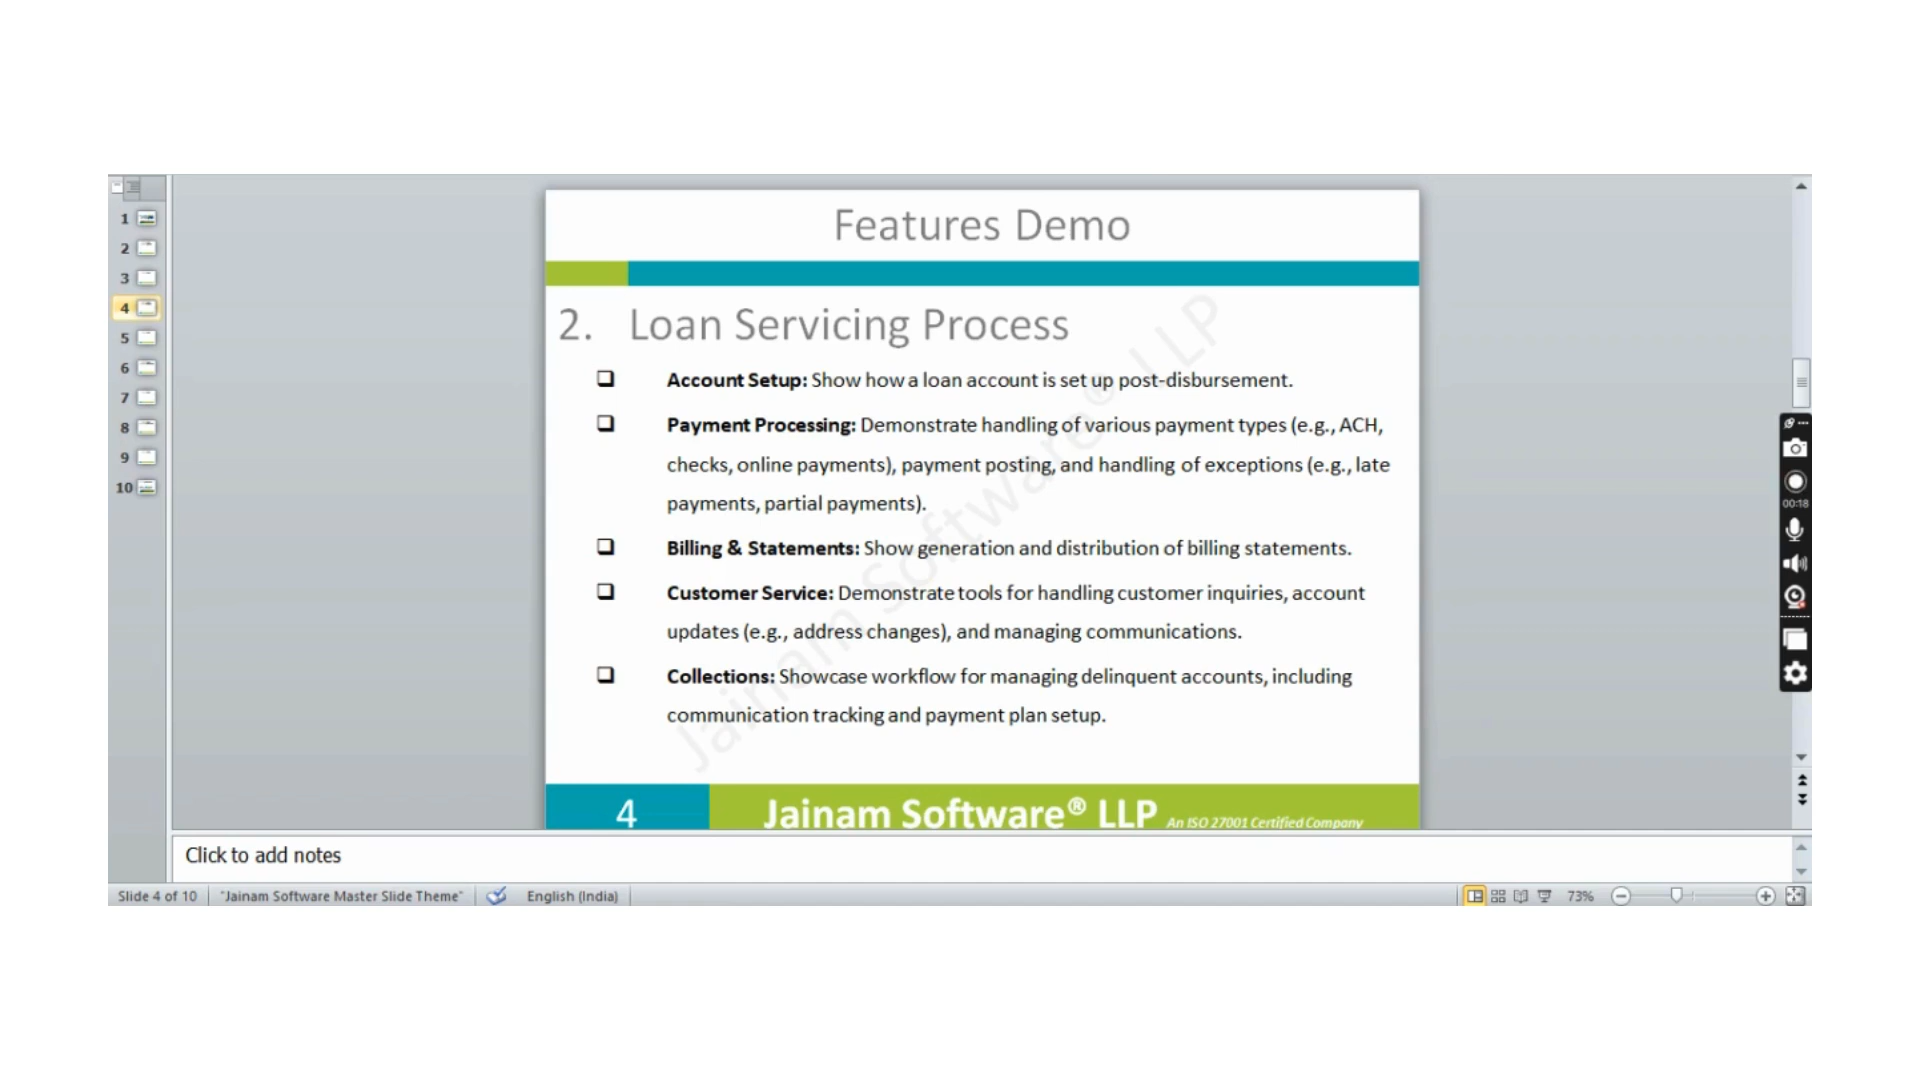 1
2
3
4
5
6
7
8
9
10
Features Demo
2. Loan Servicing Process
Account Setup: Show how a loan account is set up post-disbursement.
Payment Processing: Demonstrate handling of various payment types (e.g., ACH,
checks, online payments), payment posting, and handling of exceptions (e.g., late
payments, partial payments).
Billing & Statements: Show generation and distribution of billing statements.
Customer Service: Demonstrate tools for handling customer inquiries, account
updates (e.g., address changes), and managing communications.
Collections: Showcase workflow for managing delinquent accounts, including
communication tracking and payment plan setup.
Jainam Software® LLP
4 Jainam Software® LLP An ISO 27001 Certified Company
00:18
Click to add notes
Slide 4 of 10 "Jainam Software Master Slide Theme" English (India) 73%